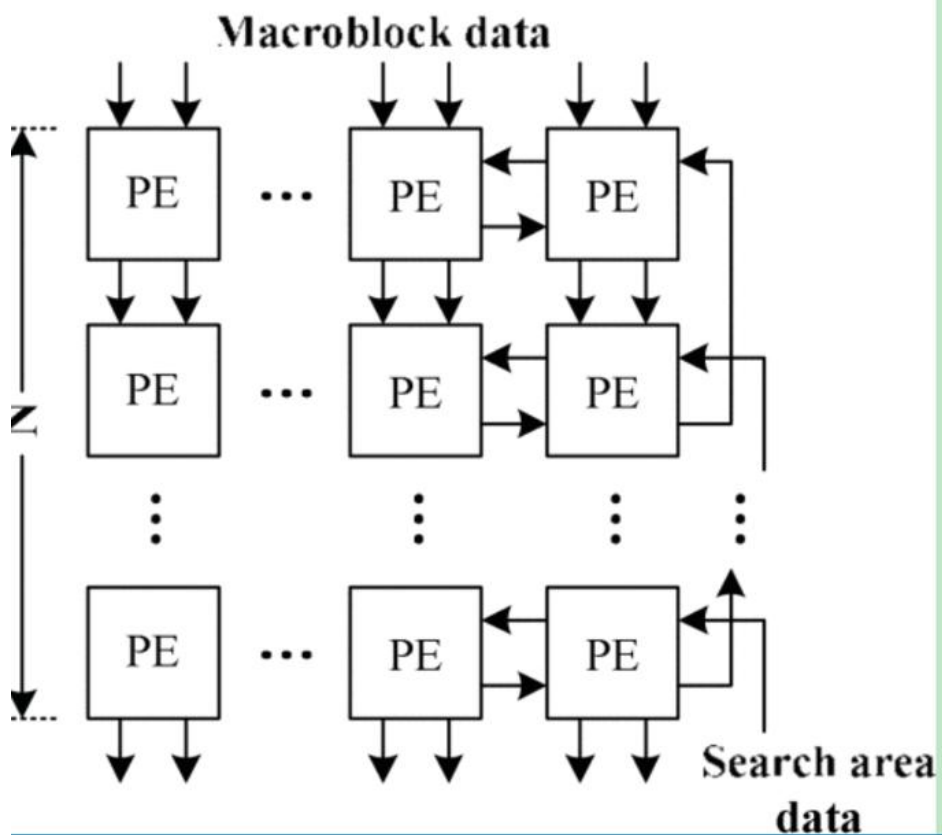 Macroblock data
PE ... PE PE
PE ... PE PE
N
PE ... PE PE
Search area
data